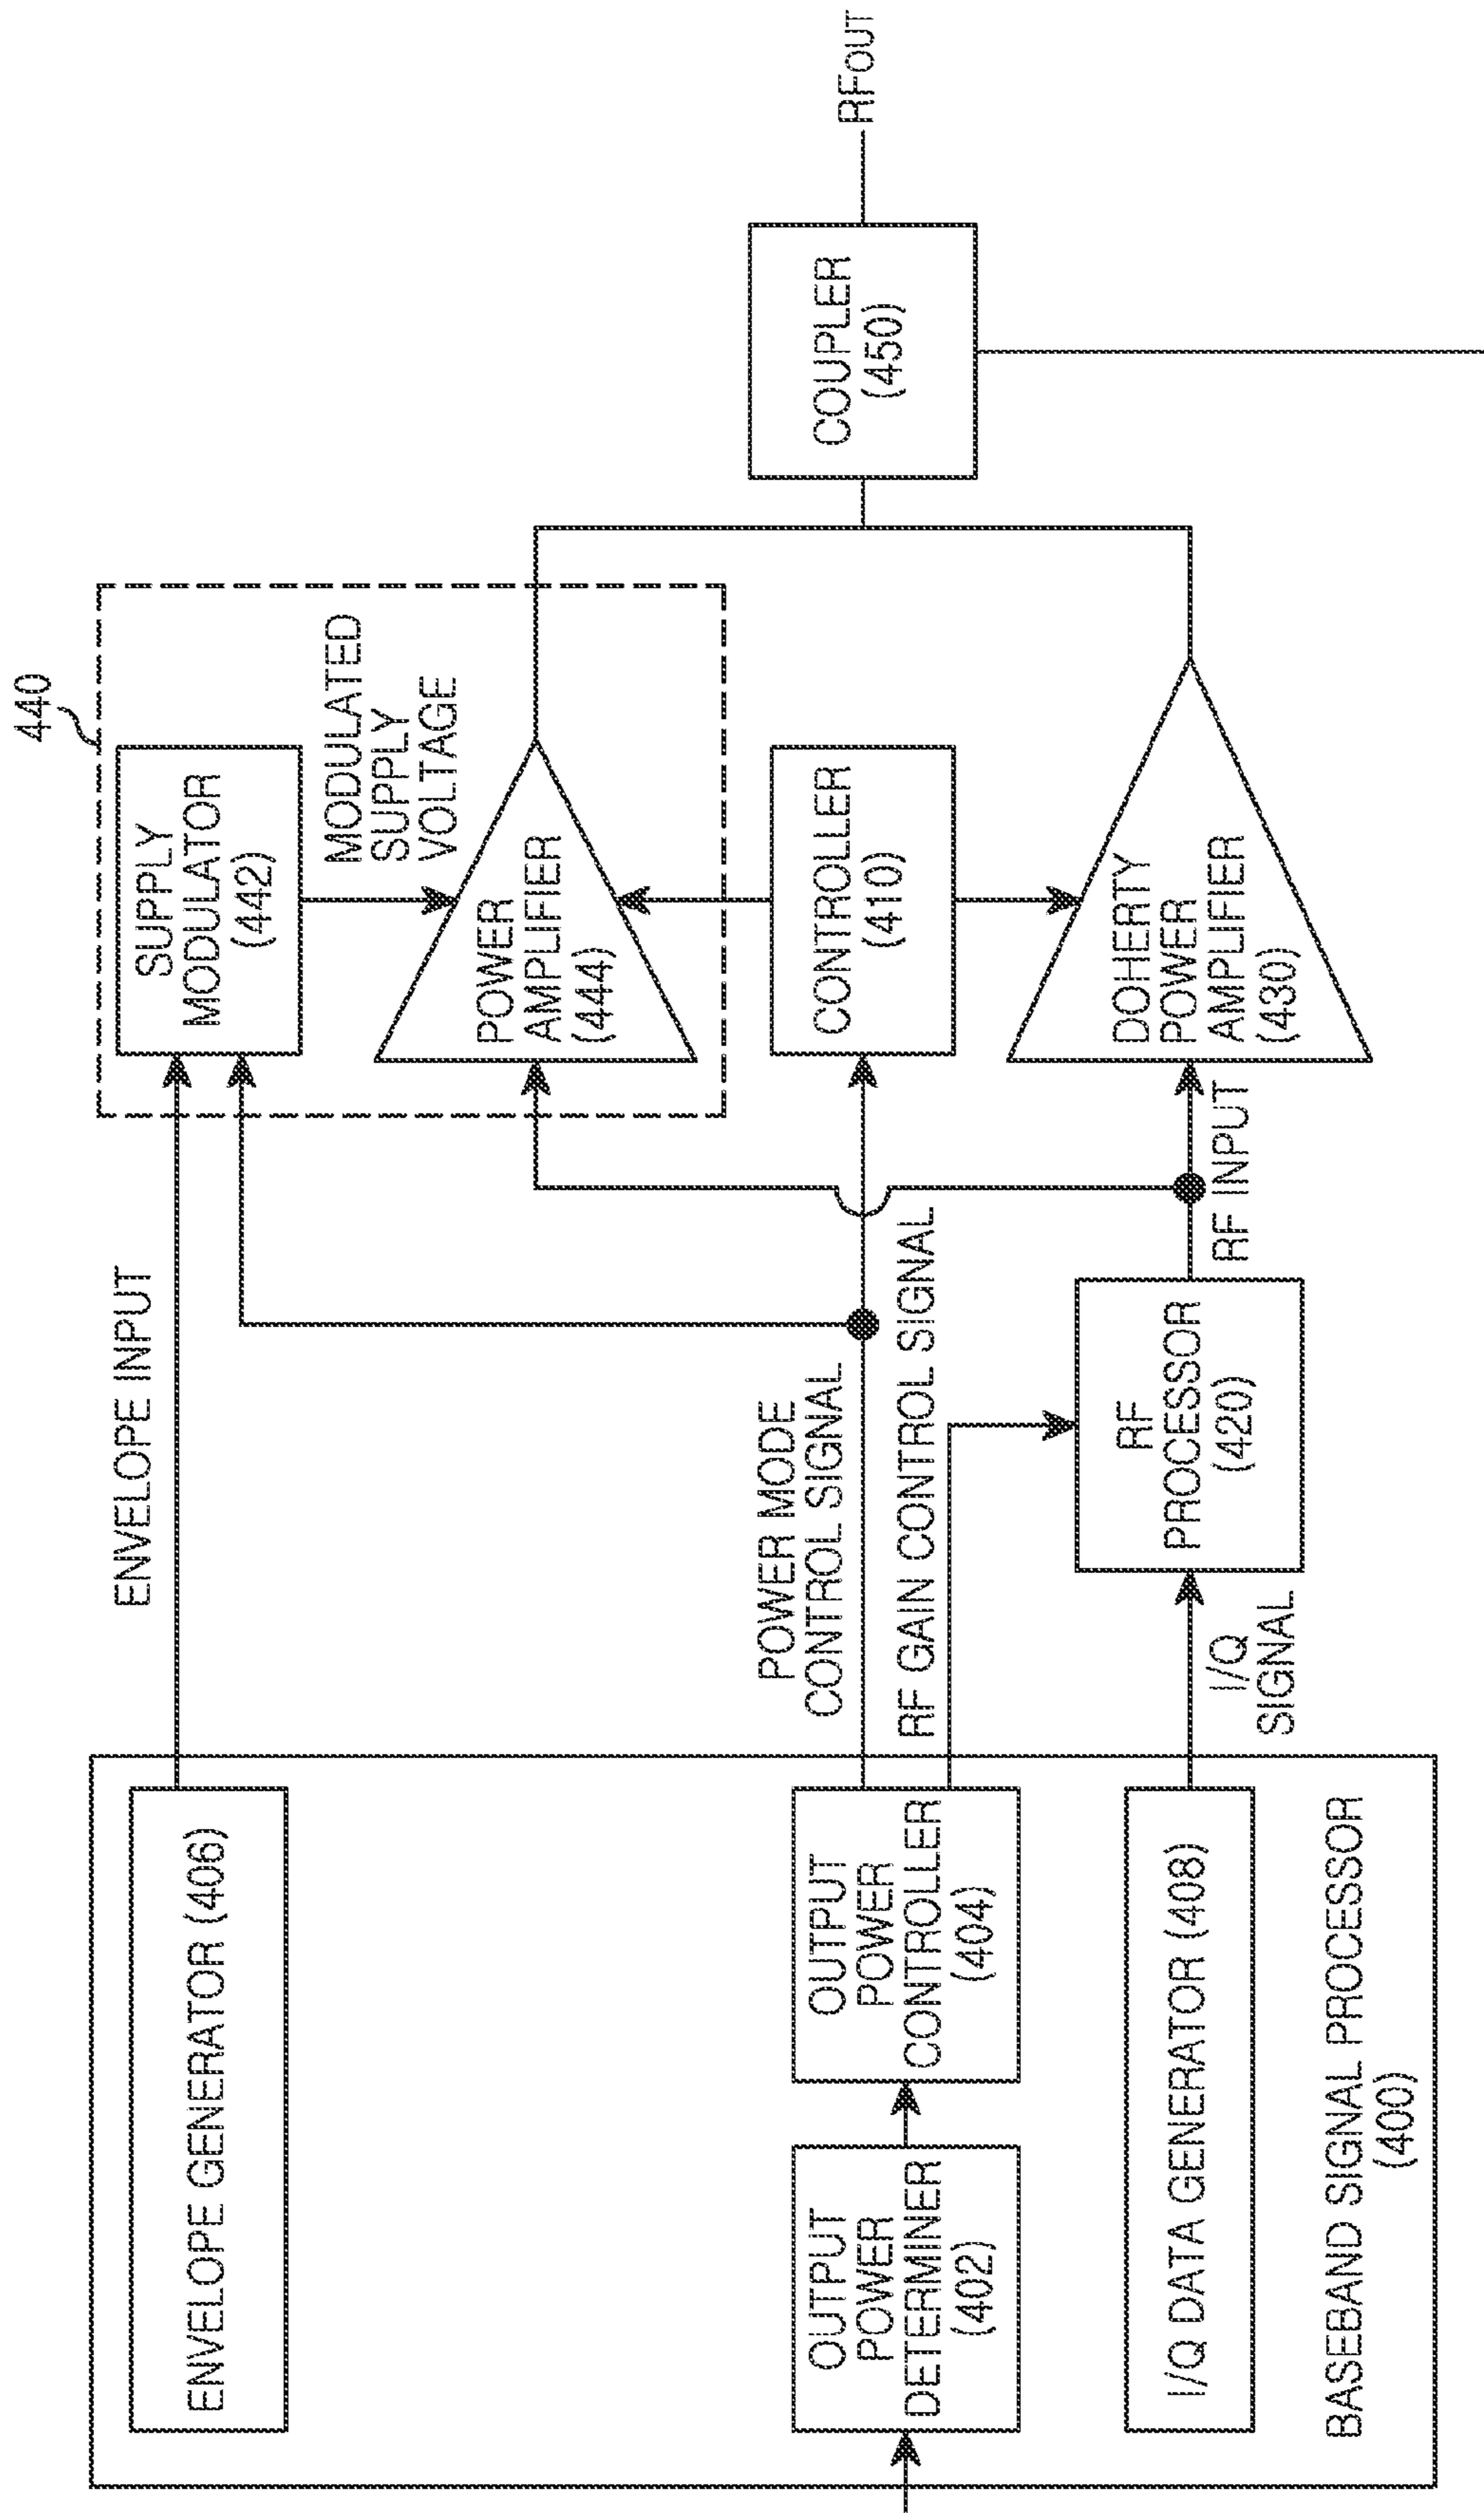 440
ENVELOPE GENERATOR (406)
ENVELOPE INPUT
SUPPLY
MODULATOR
(442)
MODULATED
SUPPLY
VOLTAGE
POWER
AMPLIFIER
(444)
OUTPUT
POWER
DETERMINER
(402)
OUTPUT
POWER
CONTROLLER
(404)
POWER MODE
CONTROL SIGNAL
RF GAIN CONTROL SIGNAL
CONTROLLER
(410)
COUPLER
(450)
RFOUT
I/Q DATA GENERATOR (408)
I/Q
SIGNAL
RF
PROCESSOR
(420)
RF INPUT
DOHERTY
POWER
AMPLIFIER
(430)
BASEBAND SIGNAL PROCESSOR
(400)